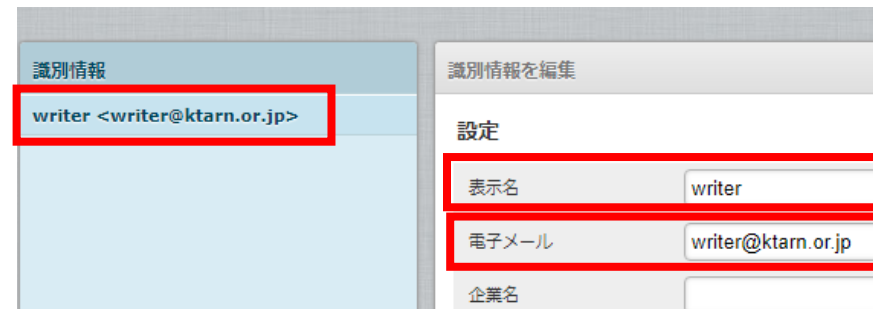 識別情報
writer <writer@ktarn.or.jp>
識別情報を編集
設定
表示名 writer
電子メール writer@ktarn.or.jp
企業名